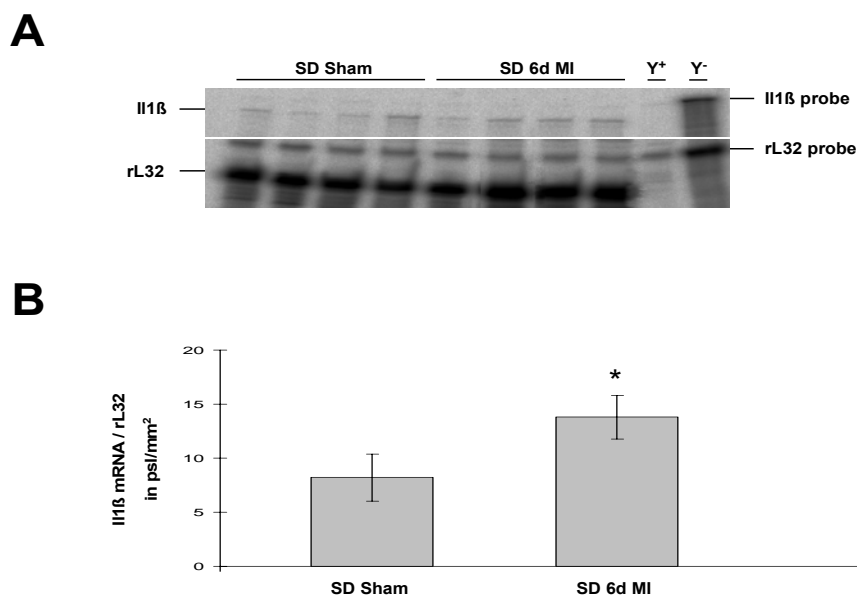 A
SD Sham SD 6d MI Y+ Y-
Il1ß Il1ß probe
rL32 probe
rL32
B
20
*
15
10
5
0
Il1ß mRNA / rL32
in psl/mm²
SD Sham SD 6d MI